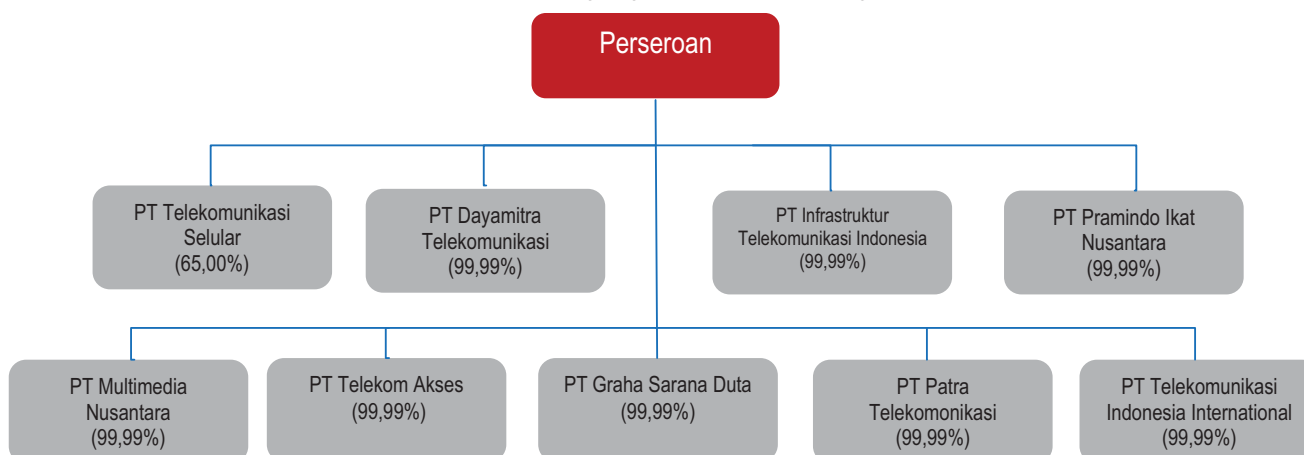 Perseroan
PT Telekomunikasi
Selular
(65,00%)
PT Dayamitra
Telekomunikasi
(99,99%)
PT Infrastruktur
Telekomunikasi Indonesia
(99,99%)
PT Pramindo Ikat
Nusantara
(99,99%)
PT Multimedia
Nusantara
(99,99%)
PT Telekom Akses
(99,99%)
PT Graha Sarana Duta
(99,99%)
PT Patra
Telekomonikasi
(99,99%)
PT Telekomunikasi
Indonesia International
(99,99%)